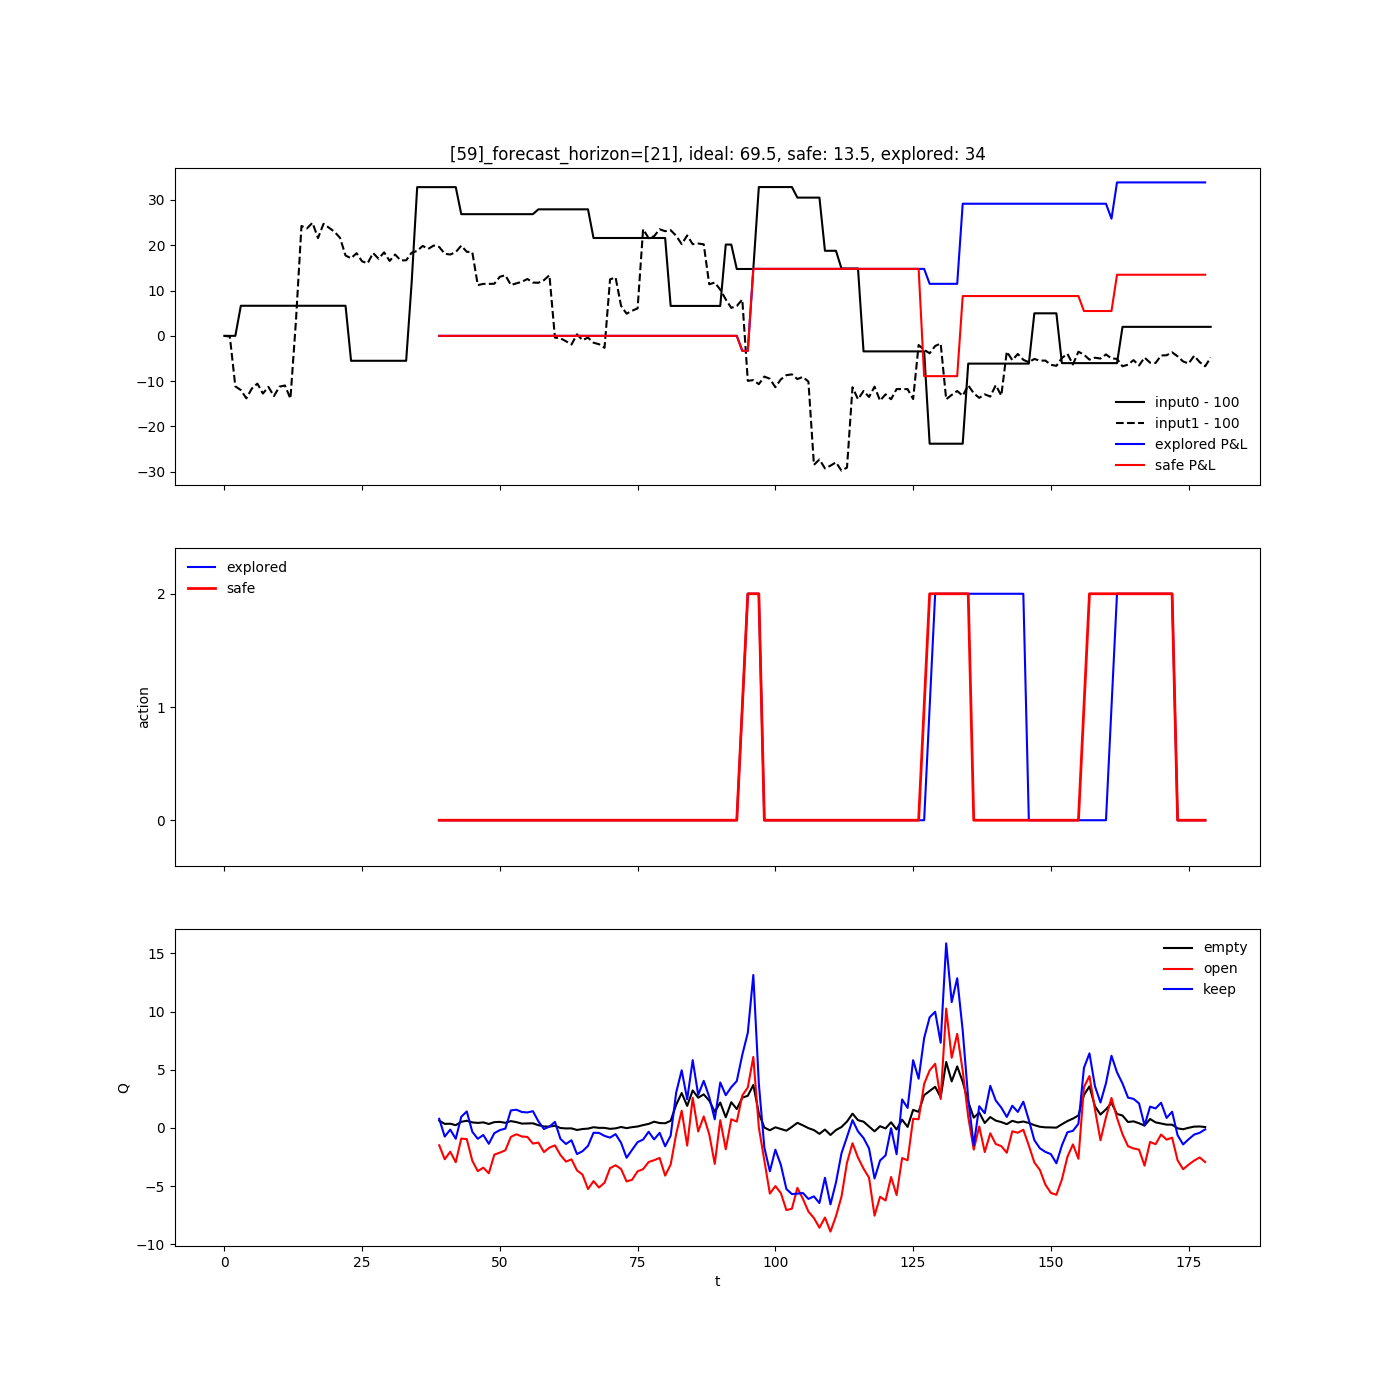 [59]_forecast_horizon=[21], ideal: 69.5, safe: 13.5, explored: 34
30
20
10
0
−10
−20
−30
input0 - 100
input1 - 100
explored P&L
safe P&L
explored
safe
2
1
0
action
empty
open
keep
15
10
5
0
−5
−10
Q
0 25 50 75 100 125 150 175
t